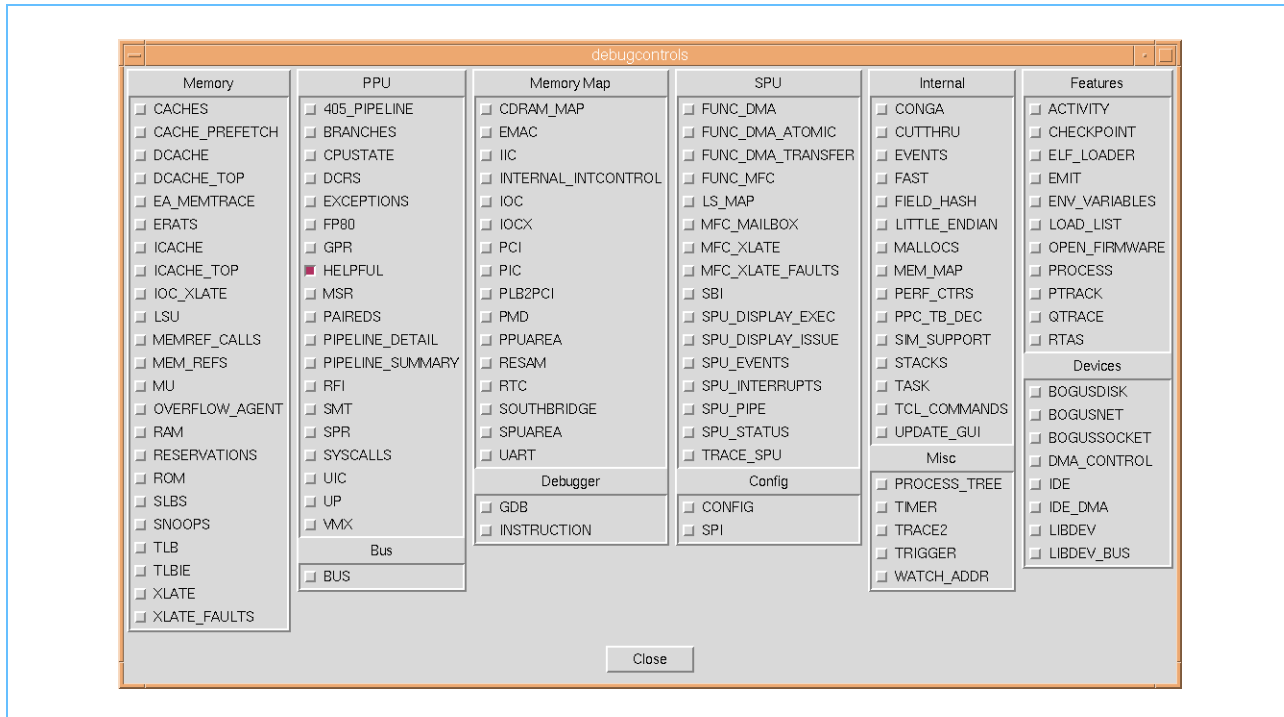 debugcontrols
Memory
CACHES
CACHE_PREFETCH
DCACHE
DCACHE_TOP
EA_MEMTRACE
ERATS
ICACHE
ICACHE_TOP
IOC_XLATE
LSU
MEMREF_CALLS
MEM_REFS
MU
OVERFLOW_AGENT
RAM
RESERVATIONS
ROM
SLBS
SNOOPS
TLB
TLBIE
XLATE
XLATE_FAULTS
PPU
405_PIPELINE
BRANCHES
CPUSTATE
DCRS
EXCEPTIONS
FP80
GPR
HELPFUL
MSR
PAIREDS
PIPELINE_DETAIL
PIPELINE_SUMMARY
RFI
SMT
SPR
SYSCALLS
UIC
UP
VMX
Bus
BUS
Memory Map
CDRAM_MAP
EMAC
IIC
INTERNAL_INTCONTROL
IOC
IOCX
PCI
PIC
PLB2PCI
PMD
PPUAREA
RESAM
RTC
SOUTHBRIDGE
SPUAREA
UART
Debugger
GDB
INSTRUCTION
SPU
FUNC_DMA
FUNC_DMA_ATOMIC
FUNC_DMA_TRANSFER
FUNC_MFC
LS_MAP
MFC_MAILBOX
MFC_XLATE
MFC_XLATE_FAULTS
SBI
SPU_DISPLAY_EXEC
SPU_DISPLAY_ISSUE
SPU_EVENTS
SPU_INTERRUPTS
SPU_PIPE
SPU_STATUS
TRACE_SPU
Config
CONFIG
SPI
Internal
CONGA
CUTTHRU
EVENTS
FAST
FIELD_HASH
LITTLE_ENDIAN
MALLOCS
MEM_MAP
PERF_CTRS
PPC_TB_DEC
SIM_SUPPORT
STACKS
TASK
TCL_COMMANDS
UPDATE_GUI
Misc
PROCESS_TREE
TIMER
TRACE2
TRIGGER
WATCH_ADDR
Features
ACTIVITY
CHECKPOINT
ELF_LOADER
EMIT
ENV_VARIABLES
LOAD_LIST
OPEN_FIRMWARE
PROCESS
PTRACK
QTRACE
RTAS
Devices
BOGUSDISK
BOGUSNET
BOGUSSOCKET
DMA_CONTROL
IDE
IDE_DMA
LIBDEV
LIBDEV_BUS
Close